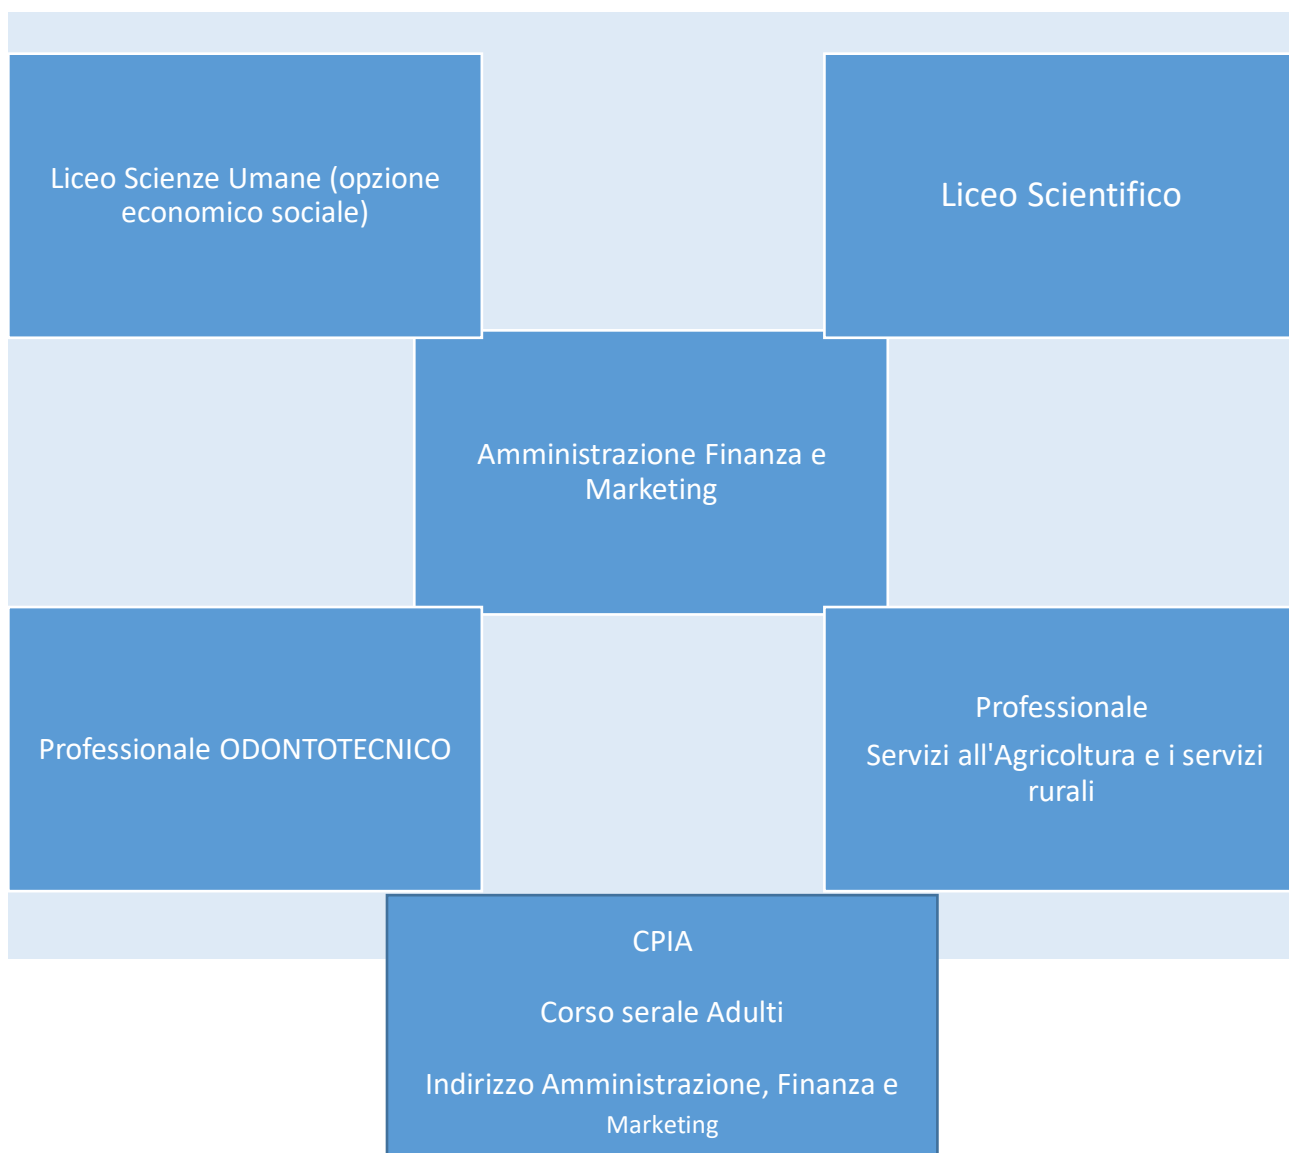 Liceo Scienze Umane (opzione
economico sociale)
Liceo Scientifico
Amministrazione Finanza e
Marketing
Professionale ODONTOTECNICO
Professionale
Servizi all'Agricoltura e i servizi
rurali
CPIA
Corso serale Adulti
Indirizzo Amministrazione, Finanza e
Marketing